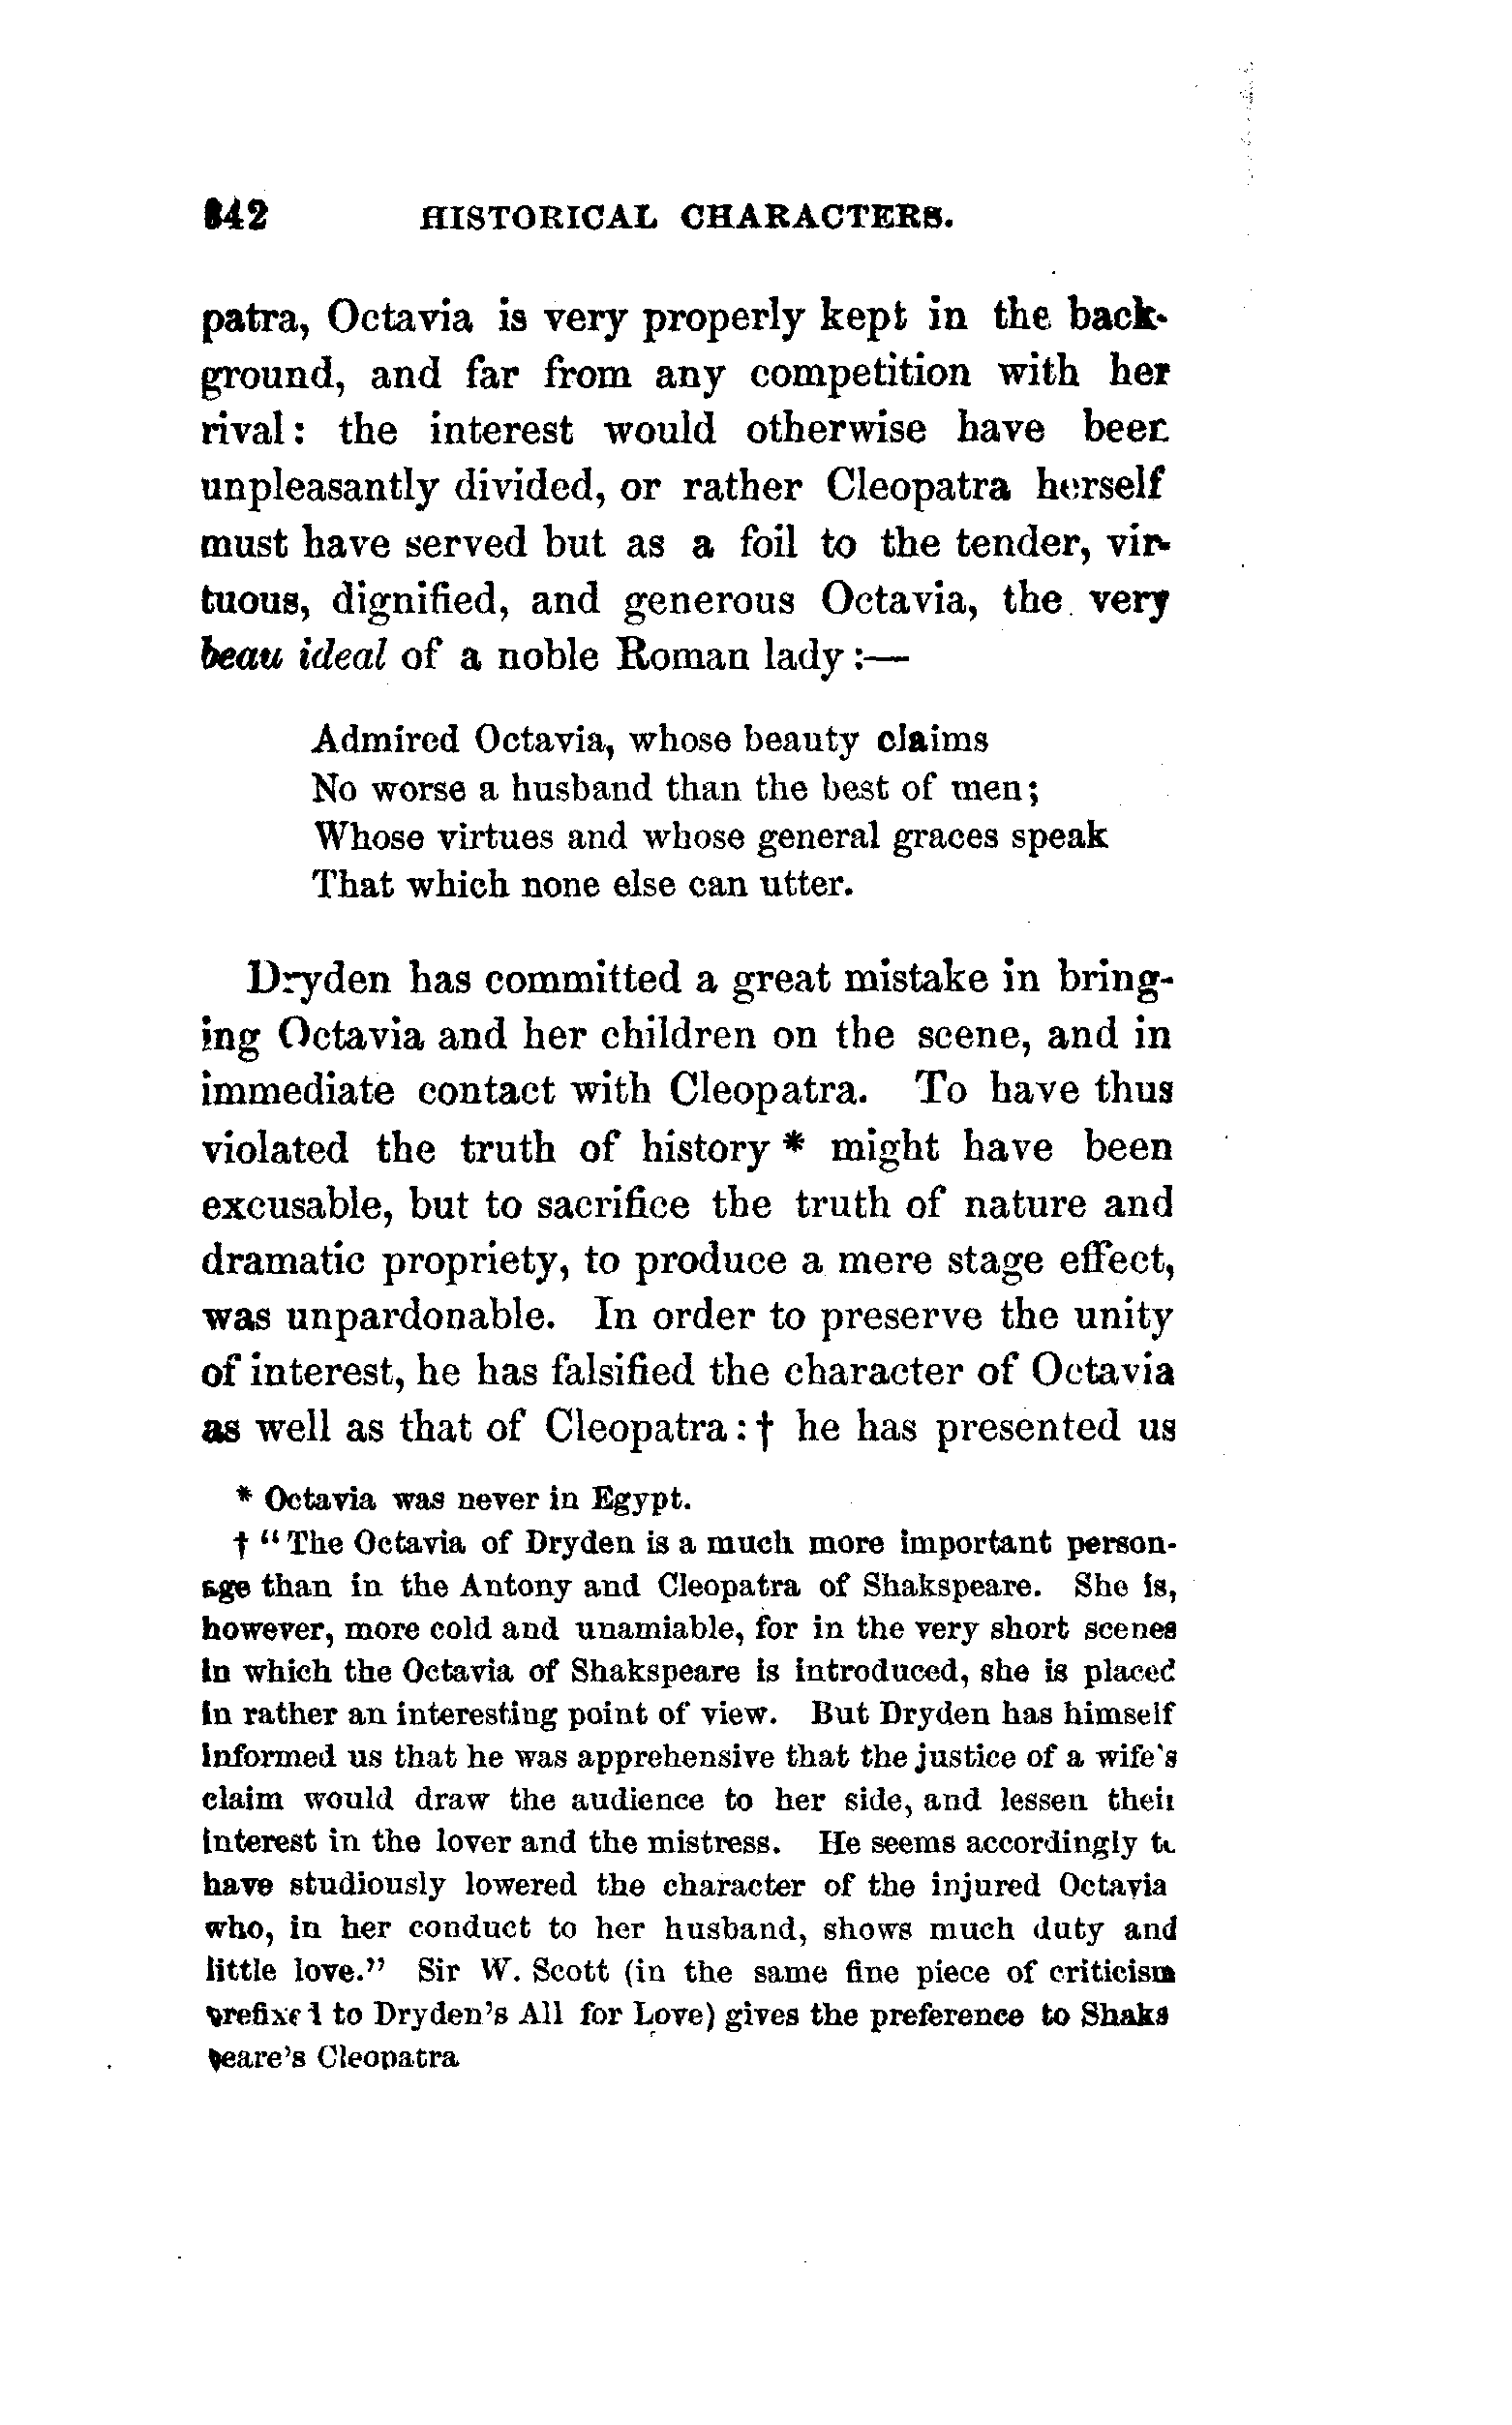 342 HISTORICAL CHARACTERS.
patra, Octavia is very properly kept in the back-
ground, and far from any competition with her
rival: the interest would otherwise have been
unpleasantly divided, or rather Cleopatra herself
must have served but as a foil to the tender, vir-
tuous, dignified, and generous Octavia, the very
beau ideal of a noble Roman lady:—
Admired Octavia, whose beauty claims
No worse a husband than the best of men;
Whose virtues and whose general graces speak
That which none else can utter.
Dryden has committed a great mistake in bring-
ing Octavia and her children on the scene, and in
immediate contact with Cleopatra. To have thus
violated the truth of history * might have been
excusable, but to sacrifice the truth of nature and
dramatic propriety, to produce a mere stage effect,
was unpardonable. In order to preserve the unity
of interest, he has falsified the character of Octavia
as well as that of Cleopatra: † he has presented us
* Octavia was never in Egypt.
† "The Octavia of Dryden is a much more important person-
age than in the Antony and Cleopatra of Shakspeare. She is,
however, more cold and unamiable, for in the very short scenes
in which the Octavia of Shakspeare is introduced, she is placed
in rather an interesting point of view. But Dryden has himself
informed us that he was apprehensive that the justice of a wife's
claim would draw the audience to her side, and lessen their
interest in the lover and the mistress. He seems accordingly to
have studiously lowered the character of the injured Octavia
who, in her conduct to her husband, shows much duty and
little love." Sir W. Scott (in the same fine piece of criticism
prefixed to Dryden's All for Love) gives the preference to Shaks
peare's Cleopatra